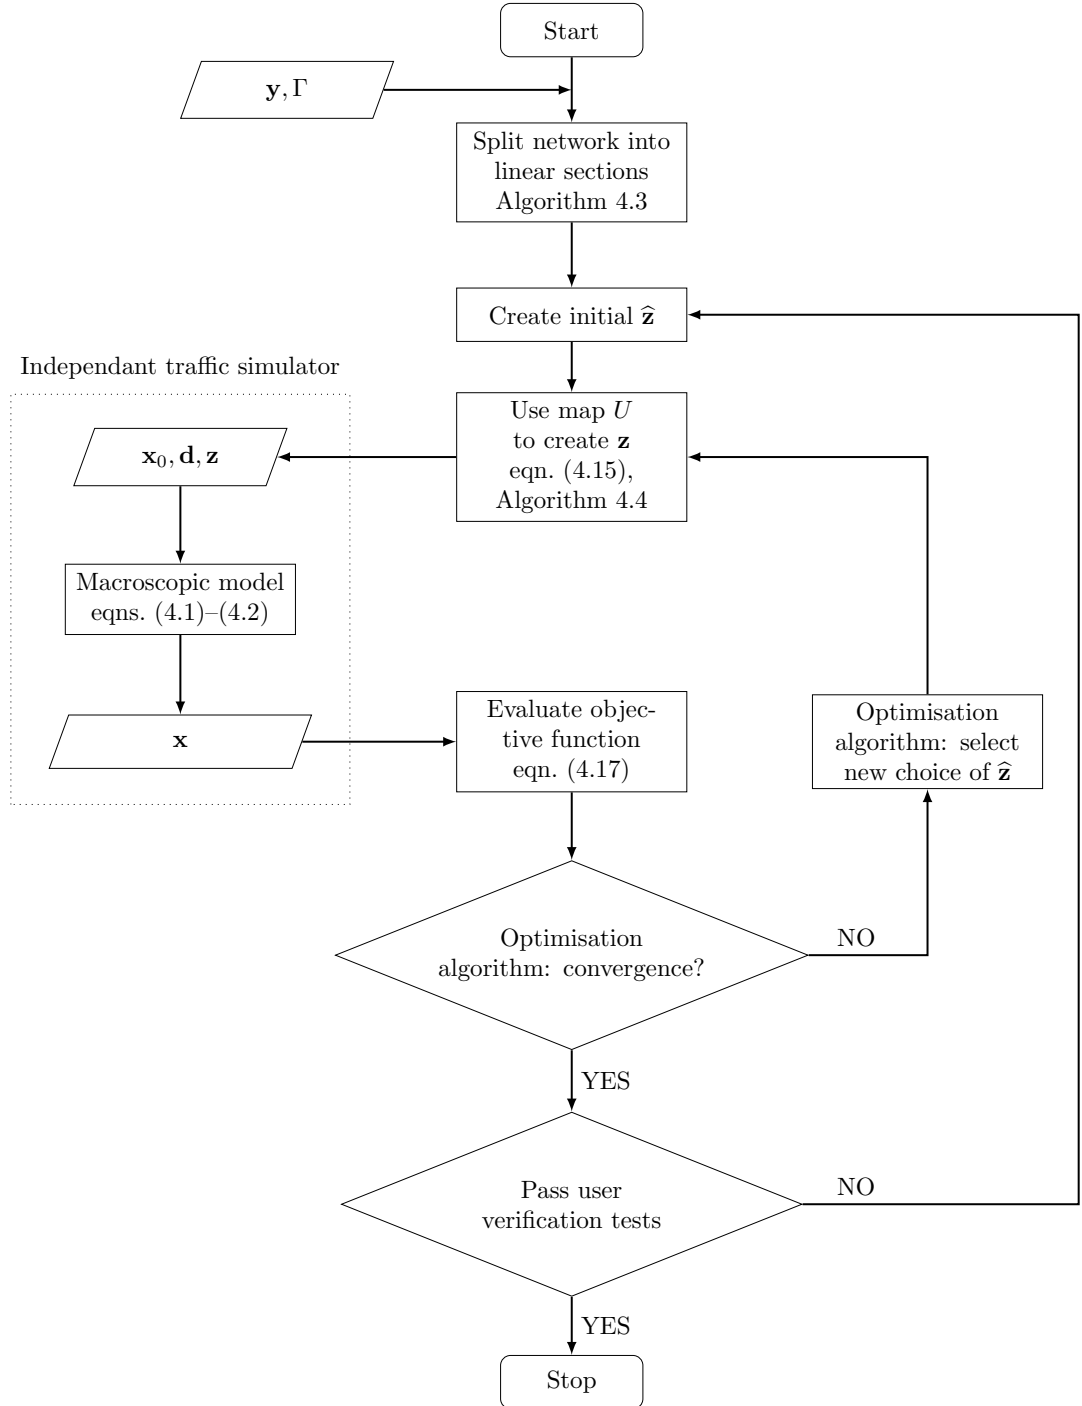 Start
𝐲, Γ
Split network into
linear sections
Algorithm 4.3
Create initial 𝐳̂
Independant traffic simulator
Use map U
to create 𝐳
eqn. (4.15),
Algorithm 4.4
𝐱₀, 𝐝, 𝐳
Macroscopic model
eqns. (4.1)–(4.2)
𝐱
Evaluate objec-
tive function
eqn. (4.17)
Optimisation
algorithm: select
new choice of 𝐳̂
Optimisation
algorithm: convergence?
NO
YES
Pass user
verification tests
NO
YES
Stop